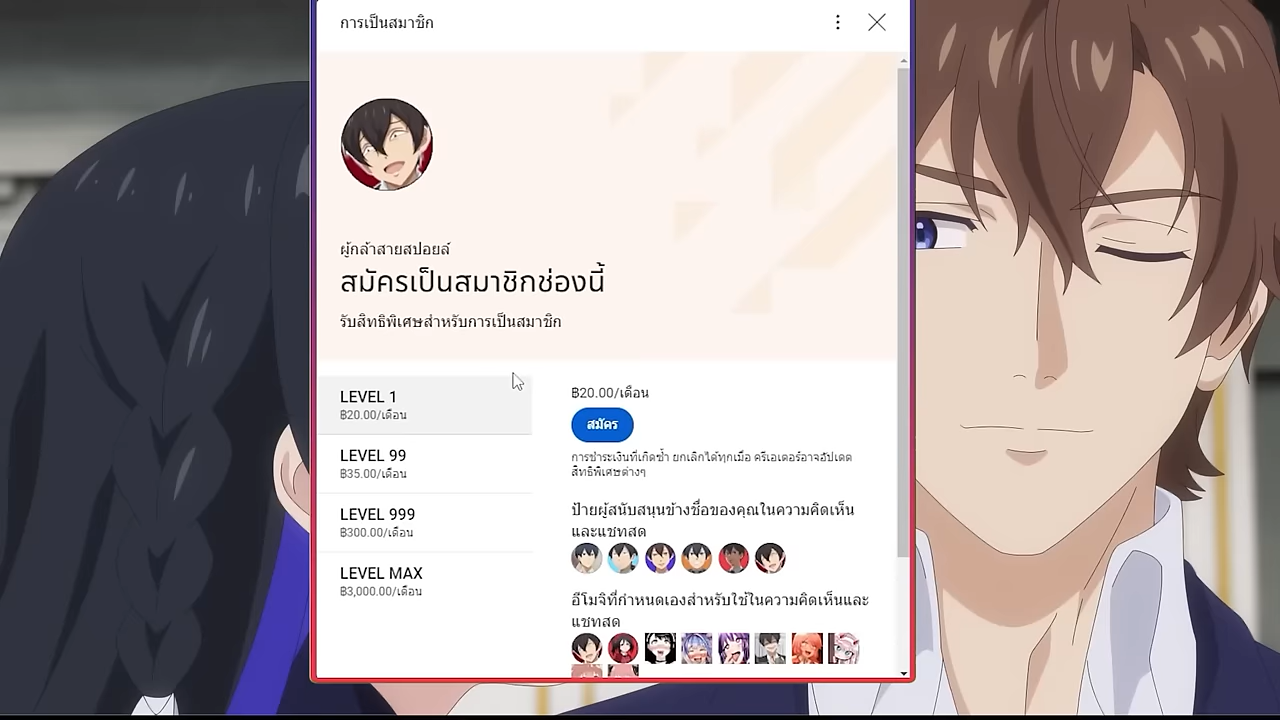 การเป็นสมาชิก
ผู้กล้าสายสปอยล์
สมัครเป็นสมาชิกช่องนี้
รับสิทธิพิเศษสำหรับการเป็นสมาชิก
LEVEL 1
฿20.00/เดือน
LEVEL 99
฿35.00/เดือน
LEVEL 999
฿300.00/เดือน
LEVEL MAX
฿3,000.00/เดือน
฿20.00/เดือน
สมัคร
การชำระเงินที่เกิดซ้ำ ยกเลิกได้ทุกเมื่อ ครีเอเตอร์อาจอัปเดต
สิทธิพิเศษต่างๆ
ป้ายผู้สนับสนุนข้างชื่อของคุณในความคิดเห็น
และแชทสด
อีโมจิที่กำหนดเองสำหรับใช้ในความคิดเห็นและ
แชทสด